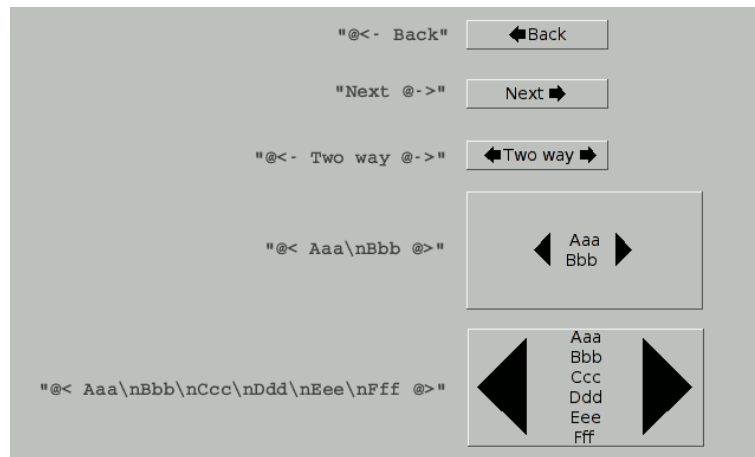 "@<- Back" Back
"Next @->" Next
"@<- Two way @->" Two way
"@< Aaa\nBbb @>"
Aaa
Bbb
"@< Aaa\nBbb\nCcc\nDdd\nEee\nFff @>"
Aaa
Bbb
Ccc
Ddd
Eee
Fff